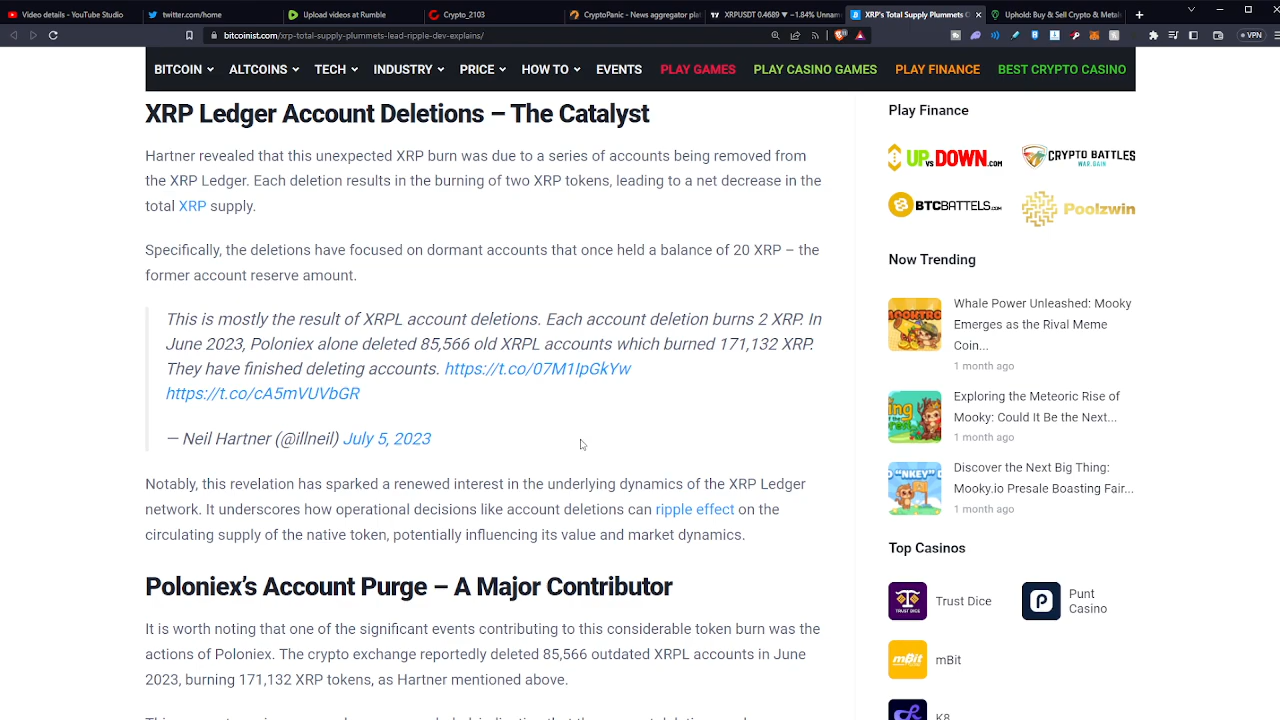 Video details - YouTube Studio
twitter.com/home
Upload videos at Rumble
Crypto_2103
CryptoPanic - News aggregator pla
XRPUSDT 0.4689 ▼ −1.84% Unnam
XRP's Total Supply Plummets C
Uphold: Buy & Sell Crypto & Metal
bitcoinist.com/xrp-total-supply-plummets-lead-ripple-dev-explains/
VPN
BITCOIN
ALTCOINS
TECH
INDUSTRY
PRICE
HOW TO
EVENTS
PLAY GAMES
PLAY CASINO GAMES
PLAY FINANCE
BEST CRYPTO CASINO
XRP Ledger Account Deletions – The Catalyst
Hartner revealed that this unexpected XRP burn was due to a series of accounts being removed from
the XRP Ledger. Each deletion results in the burning of two XRP tokens, leading to a net decrease in the
total XRP supply.
Specifically, the deletions have focused on dormant accounts that once held a balance of 20 XRP – the
former account reserve amount.
This is mostly the result of XRPL account deletions. Each account deletion burns 2 XRP. In
June 2023, Poloniex alone deleted 85,566 old XRPL accounts which burned 171,132 XRP.
They have finished deleting accounts. https://t.co/07M1IpGkYw
https://t.co/cA5mVUVbGR
— Neil Hartner (@illneil) July 5, 2023
Notably, this revelation has sparked a renewed interest in the underlying dynamics of the XRP Ledger
network. It underscores how operational decisions like account deletions can ripple effect on the
circulating supply of the native token, potentially influencing its value and market dynamics.
Poloniex's Account Purge – A Major Contributor
It is worth noting that one of the significant events contributing to this considerable token burn was the
actions of Poloniex. The crypto exchange reportedly deleted 85,566 outdated XRPL accounts in June
2023, burning 171,132 XRP tokens, as Hartner mentioned above.
Play Finance
UP vs DOWN.COM
CRYPTO BATTLES
WAR.GAIN
BTCBATTELS.COM
Poolzwin
Now Trending
Whale Power Unleashed: Mooky
Emerges as the Rival Meme
Coin...
1 month ago
Exploring the Meteoric Rise of
Mooky: Could It Be the Next...
1 month ago
Discover the Next Big Thing:
Mooky.io Presale Boasting Fair...
1 month ago
Top Casinos
TRUST DICE
Trust Dice
Punt
Casino
mBit
mBit
K8